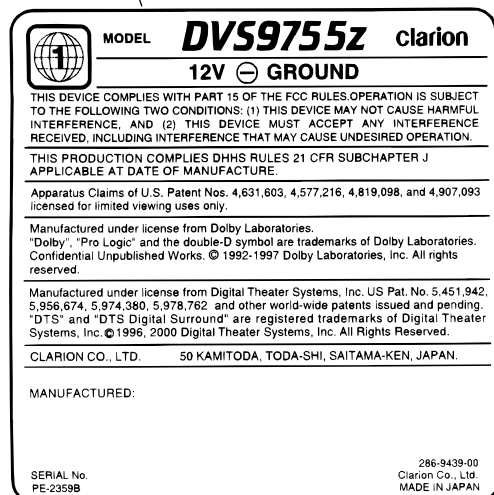 1
MODEL DVS9755z clarion
12V ⊖ GROUND
THIS DEVICE COMPLIES WITH PART 15 OF THE FCC RULES.OPERATION IS SUBJECT
TO THE FOLLOWING TWO CONDITIONS: (1) THIS DEVICE MAY NOT CAUSE HARMFUL
INTERFERENCE, AND (2) THIS DEVICE MUST ACCEPT ANY INTERFERENCE
RECEIVED, INCLUDING INTERFERENCE THAT MAY CAUSE UNDESIRED OPERATION.
THIS PRODUCTION COMPLIES DHHS RULES 21 CFR SUBCHAPTER J
APPLICABLE AT DATE OF MANUFACTURE.
Apparatus Claims of U.S. Patent Nos. 4,631,603, 4,577,216, 4,819,098, and 4,907,093
licensed for limited viewing uses only.
Manufactured under license from Dolby Laboratories.
"Dolby", "Pro Logic" and the double-D symbol are trademarks of Dolby Laboratories.
Confidential Unpublished Works. © 1992-1997 Dolby Laboratories, Inc. All rights
reserved.
Manufactured under license from Digital Theater Systems, Inc. US Pat. No. 5,451,942,
5,956,674, 5,974,380, 5,978,762 and other world-wide patents issued and pending.
"DTS" and "DTS Digital Surround" are registered trademarks of Digital Theater
Systems, Inc. © 1996, 2000 Digital Theater Systems, Inc. All Rights Reserved.
CLARION CO., LTD. 50 KAMITODA, TODA-SHI, SAITAMA-KEN, JAPAN.
MANUFACTURED:
286-9439-00
SERIAL No. Clarion Co., Ltd.
PE-2359B MADE IN JAPAN